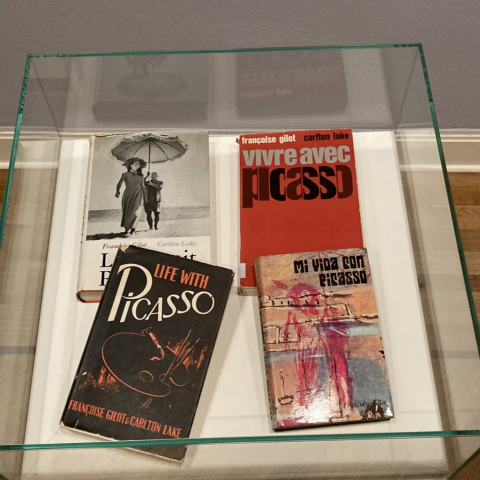 Françoise Gilot Carlton Lake
françoise gilot carlton lake
vivre avec
picasso
LIFE WITH
PICASSO
FRANÇOISE GILOT & CARLTON LAKE
Mi vida con
Picasso